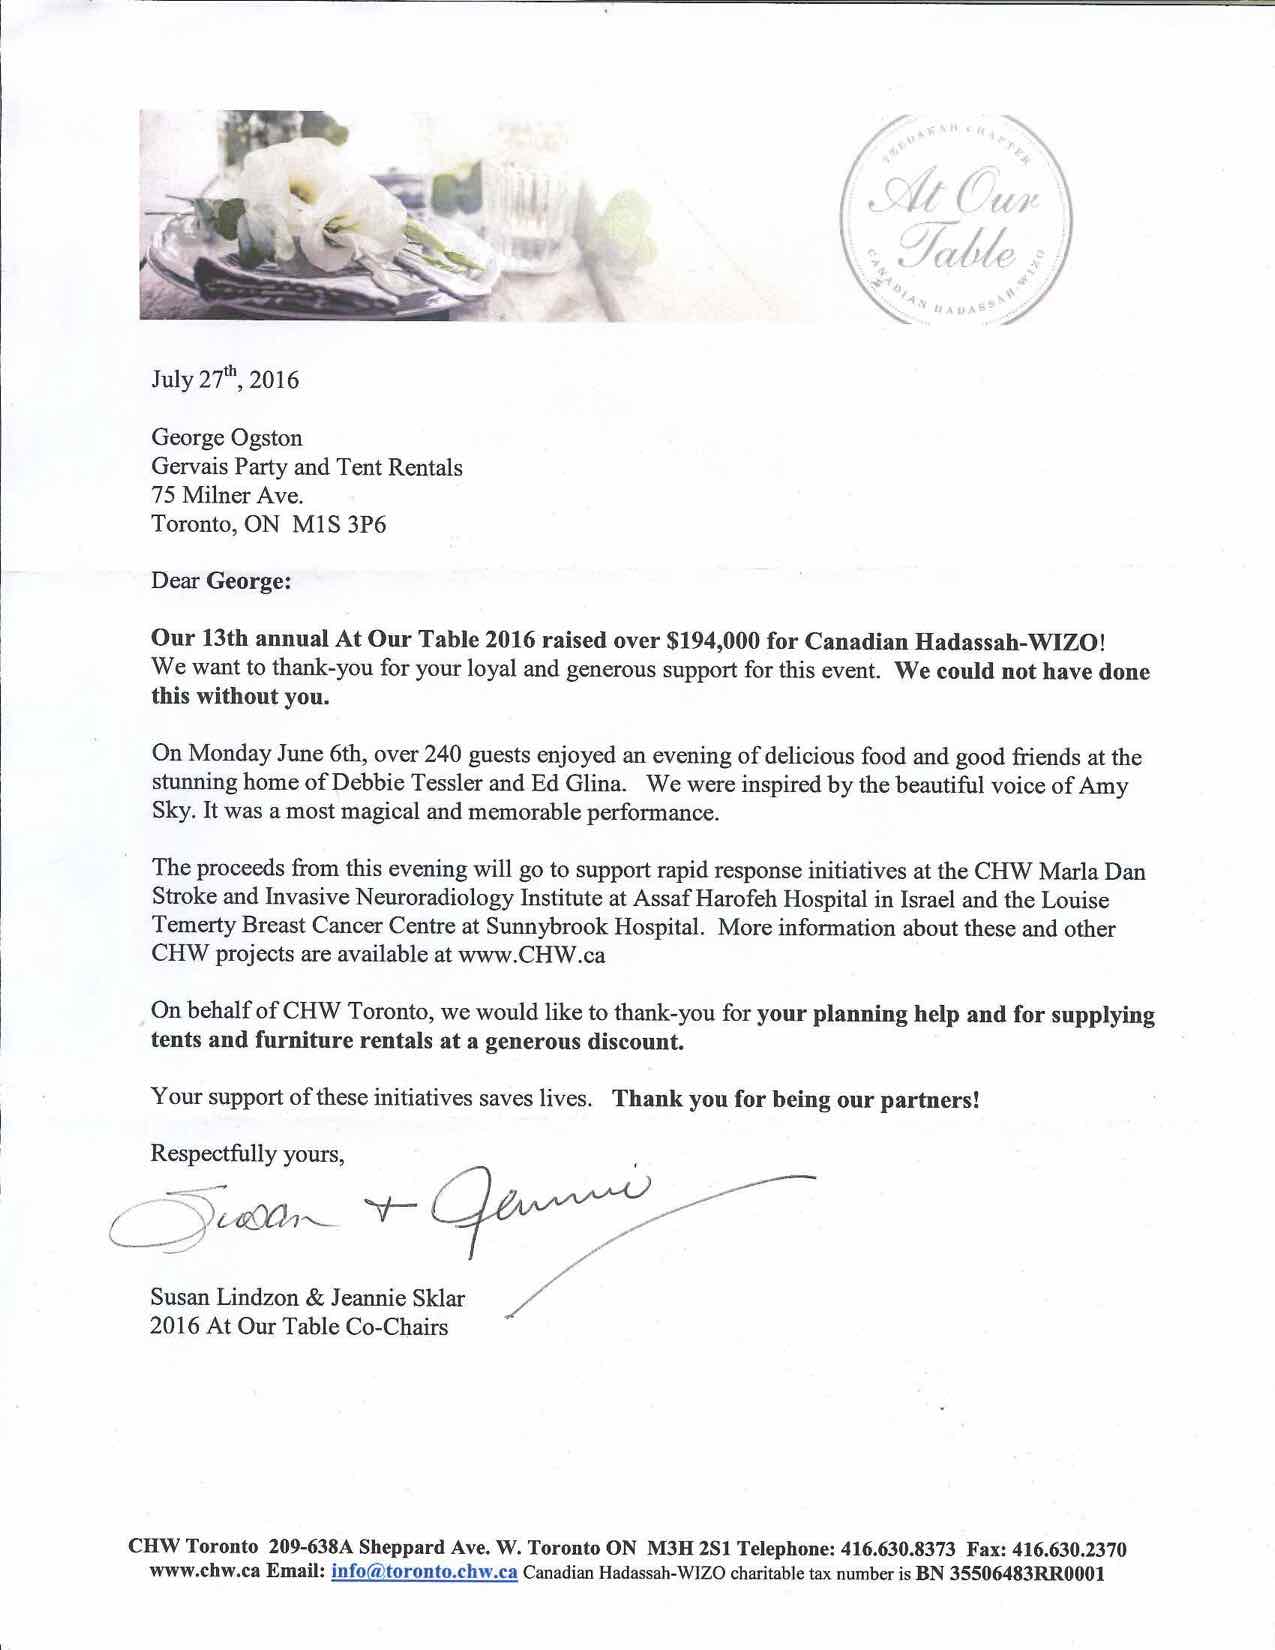 TZEDAKAH CHAPTER
At Our
Table
CANADIAN HADASSAH-WIZO
July 27th, 2016
George Ogston
Gervais Party and Tent Rentals
75 Milner Ave.
Toronto, ON  M1S 3P6
Dear George:
Our 13th annual At Our Table 2016 raised over $194,000 for Canadian Hadassah-WIZO!
We want to thank-you for your loyal and generous support for this event.  We could not have done
this without you.
On Monday June 6th, over 240 guests enjoyed an evening of delicious food and good friends at the
stunning home of Debbie Tessler and Ed Glina.   We were inspired by the beautiful voice of Amy
Sky. It was a most magical and memorable performance.
The proceeds from this evening will go to support rapid response initiatives at the CHW Marla Dan
Stroke and Invasive Neuroradiology Institute at Assaf Harofeh Hospital in Israel and the Louise
Temerty Breast Cancer Centre at Sunnybrook Hospital.  More information about these and other
CHW projects are available at www.CHW.ca
On behalf of CHW Toronto, we would like to thank-you for your planning help and for supplying
tents and furniture rentals at a generous discount.
Your support of these initiatives saves lives.   Thank you for being our partners!
Respectfully yours,
Susan + Jeannie
Susan Lindzon & Jeannie Sklar
2016 At Our Table Co-Chairs
CHW Toronto  209-638A Sheppard Ave. W. Toronto ON  M3H 2S1 Telephone: 416.630.8373  Fax: 416.630.2370
www.chw.ca Email: info@toronto.chw.ca Canadian Hadassah-WIZO charitable tax number is BN 35506483RR0001